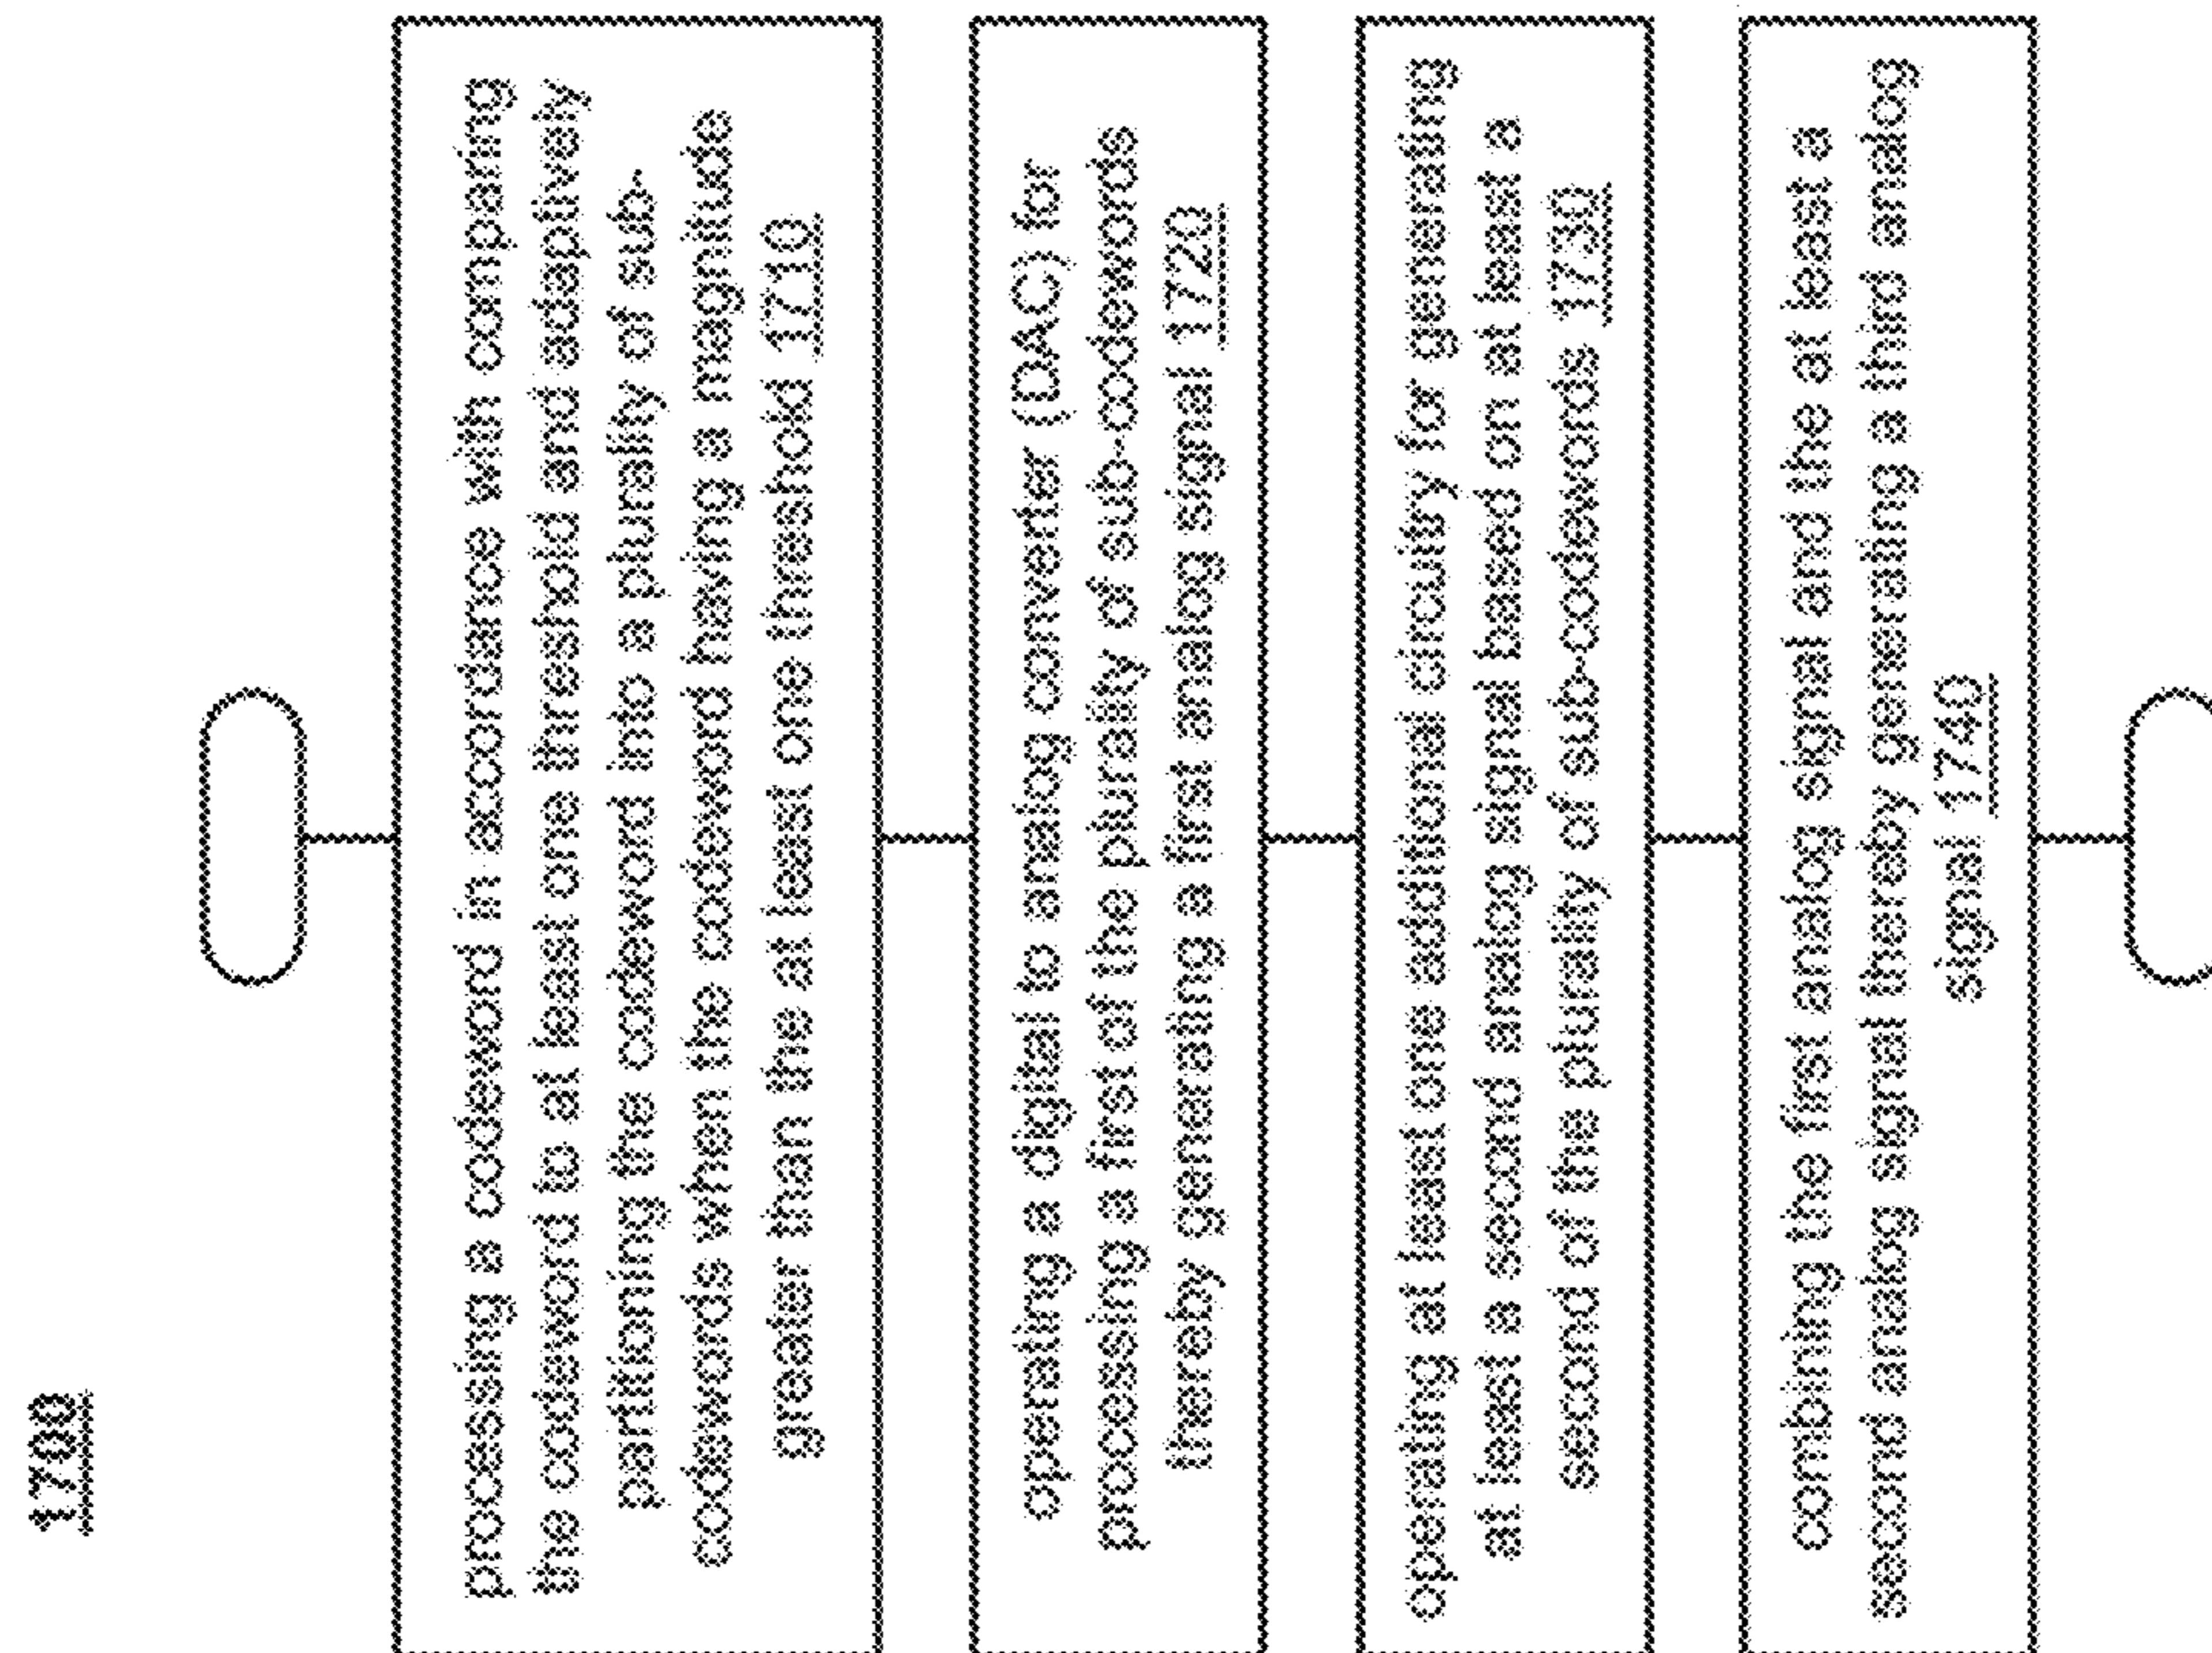 1700
processing a codeword in accordance with comparing
the codeword to at least one threshold and adaptively
partitioning the codeword into a plurality of sub-
codewords when the codeword having a magnitude
greater than the at least one threshold 1710
operating a digital to analog converter (DAC) for
processing a first of the plurality of sub-codewords
thereby generating a first analog signal 1720
operating at least one additional circuitry for generating
at least a second analog signal based on at least a
second of the plurality of sub-codewords 1730
combining the first analog signal and the at least a
second analog signal thereby generating a third analog
signal 1740